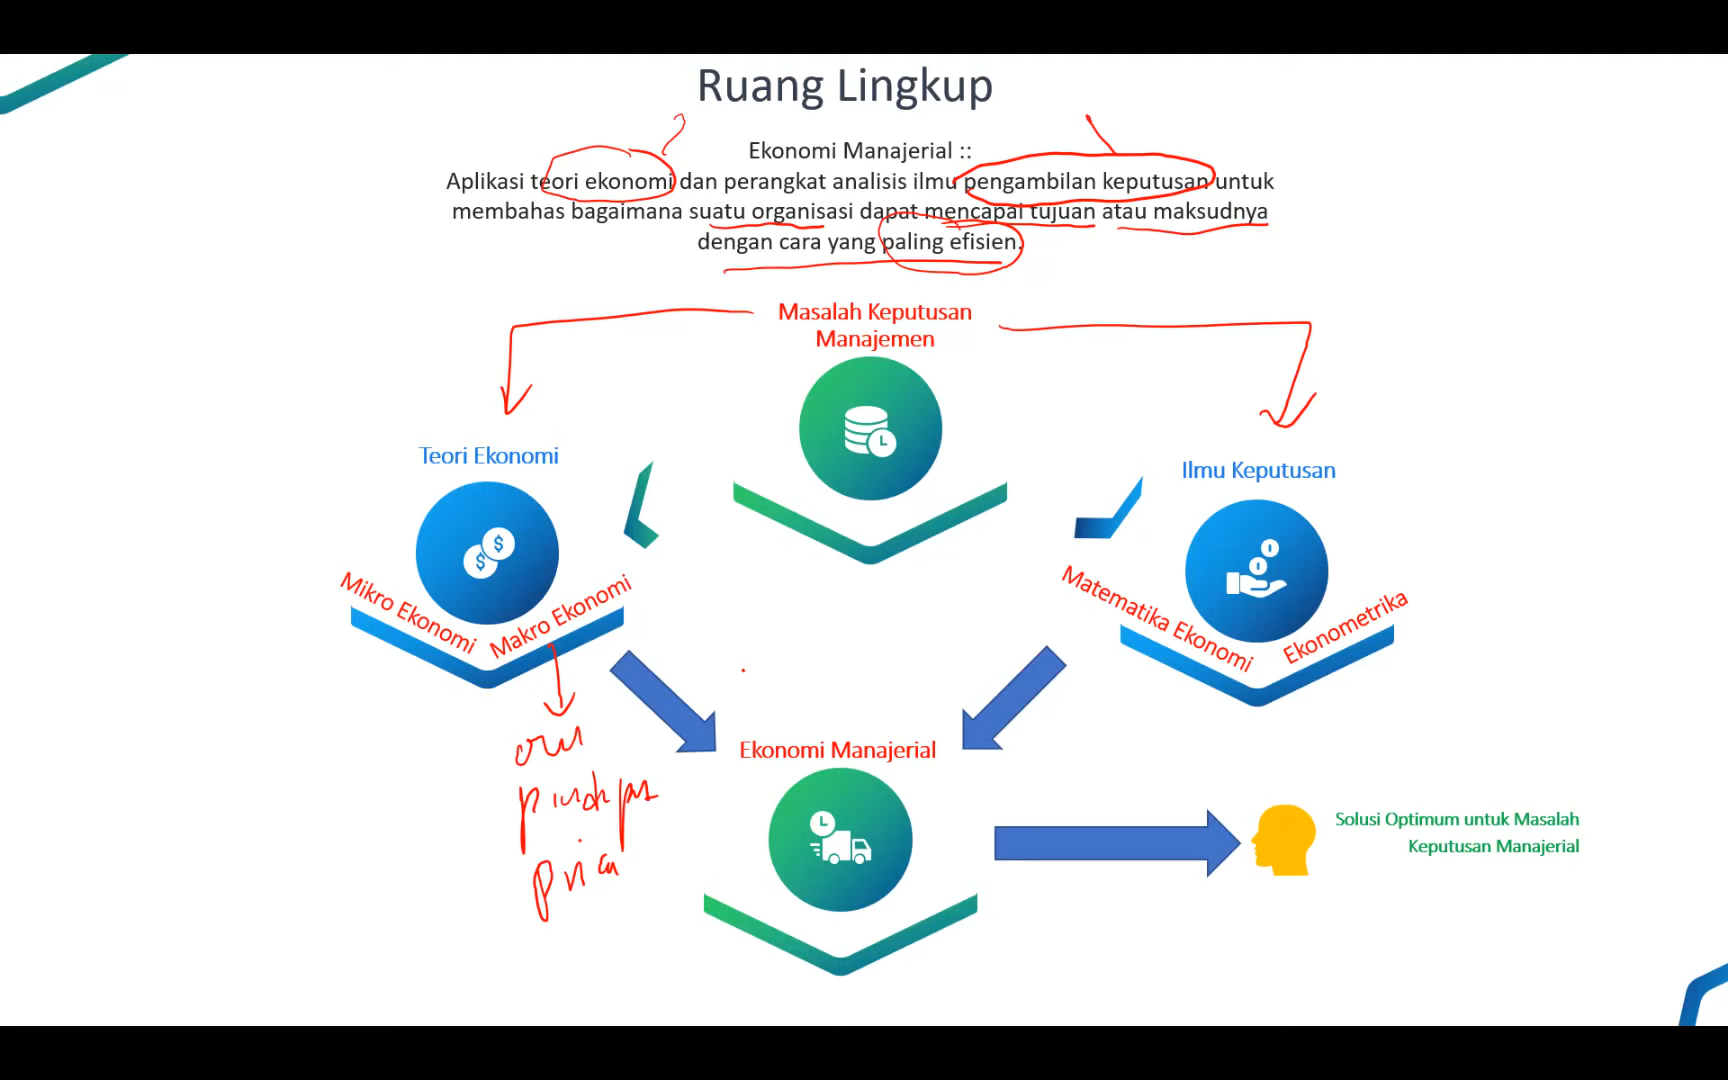 Ruang Lingkup
Ekonomi Manajerial ::
Aplikasi teori ekonomi dan perangkat analisis ilmu pengambilan keputusan untuk
membahas bagaimana suatu organisasi dapat mencapai tujuan atau maksudnya
dengan cara yang paling efisien.
Masalah Keputusan
Manajemen
Teori Ekonomi
Ilmu Keputusan
Mikro Ekonomi
Makro Ekonomi
Matematika Ekonomi
Ekonometrika
Ekonomi Manajerial
Solusi Optimum untuk Masalah
Keputusan Manajerial